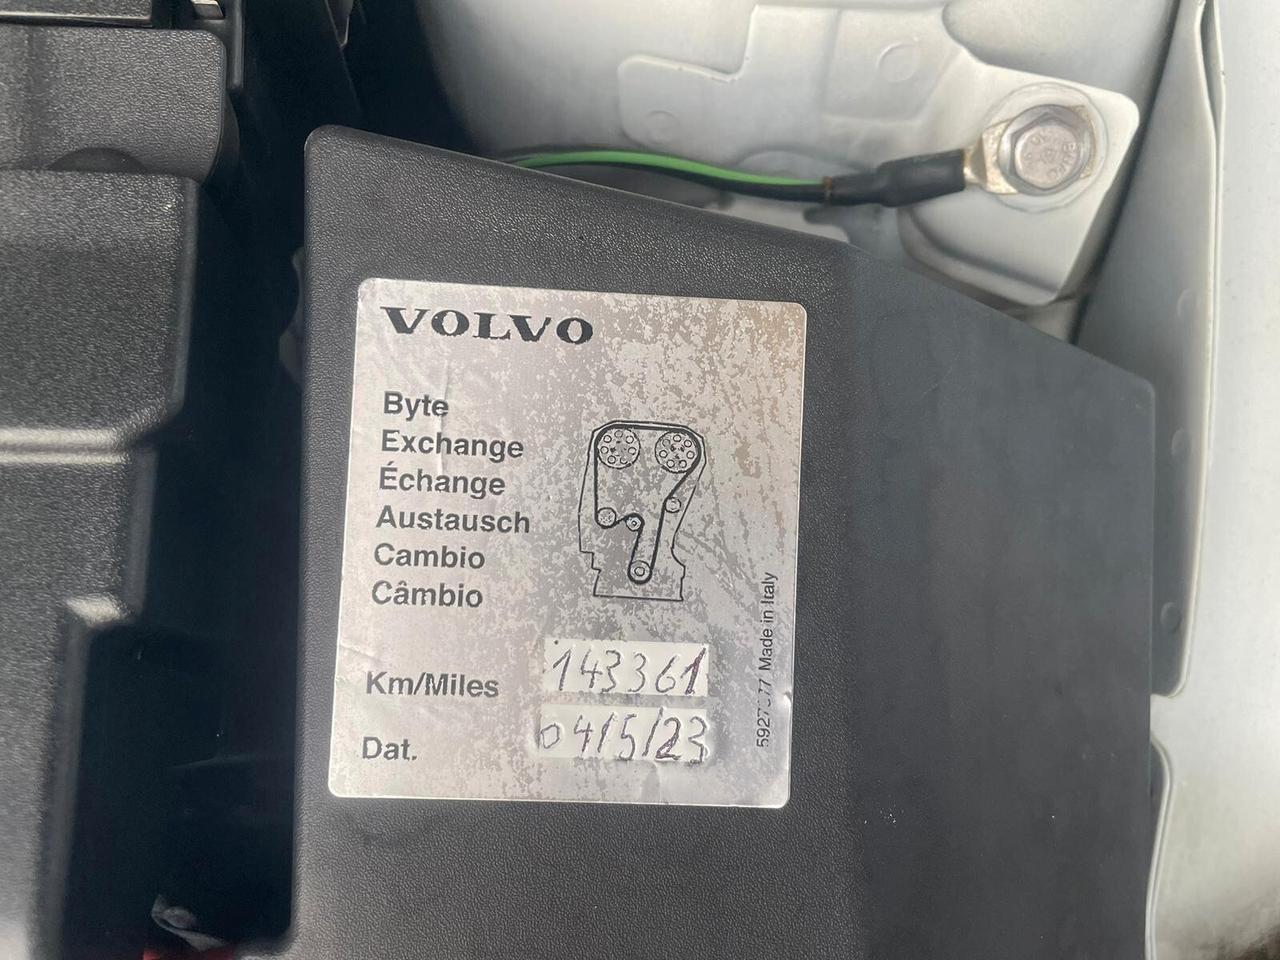 VOLVO
Byte
Exchange
Échange
Austausch
Cambio
Câmbio
Km/Miles 143361
Dat. 04/5/23
Made in Italy